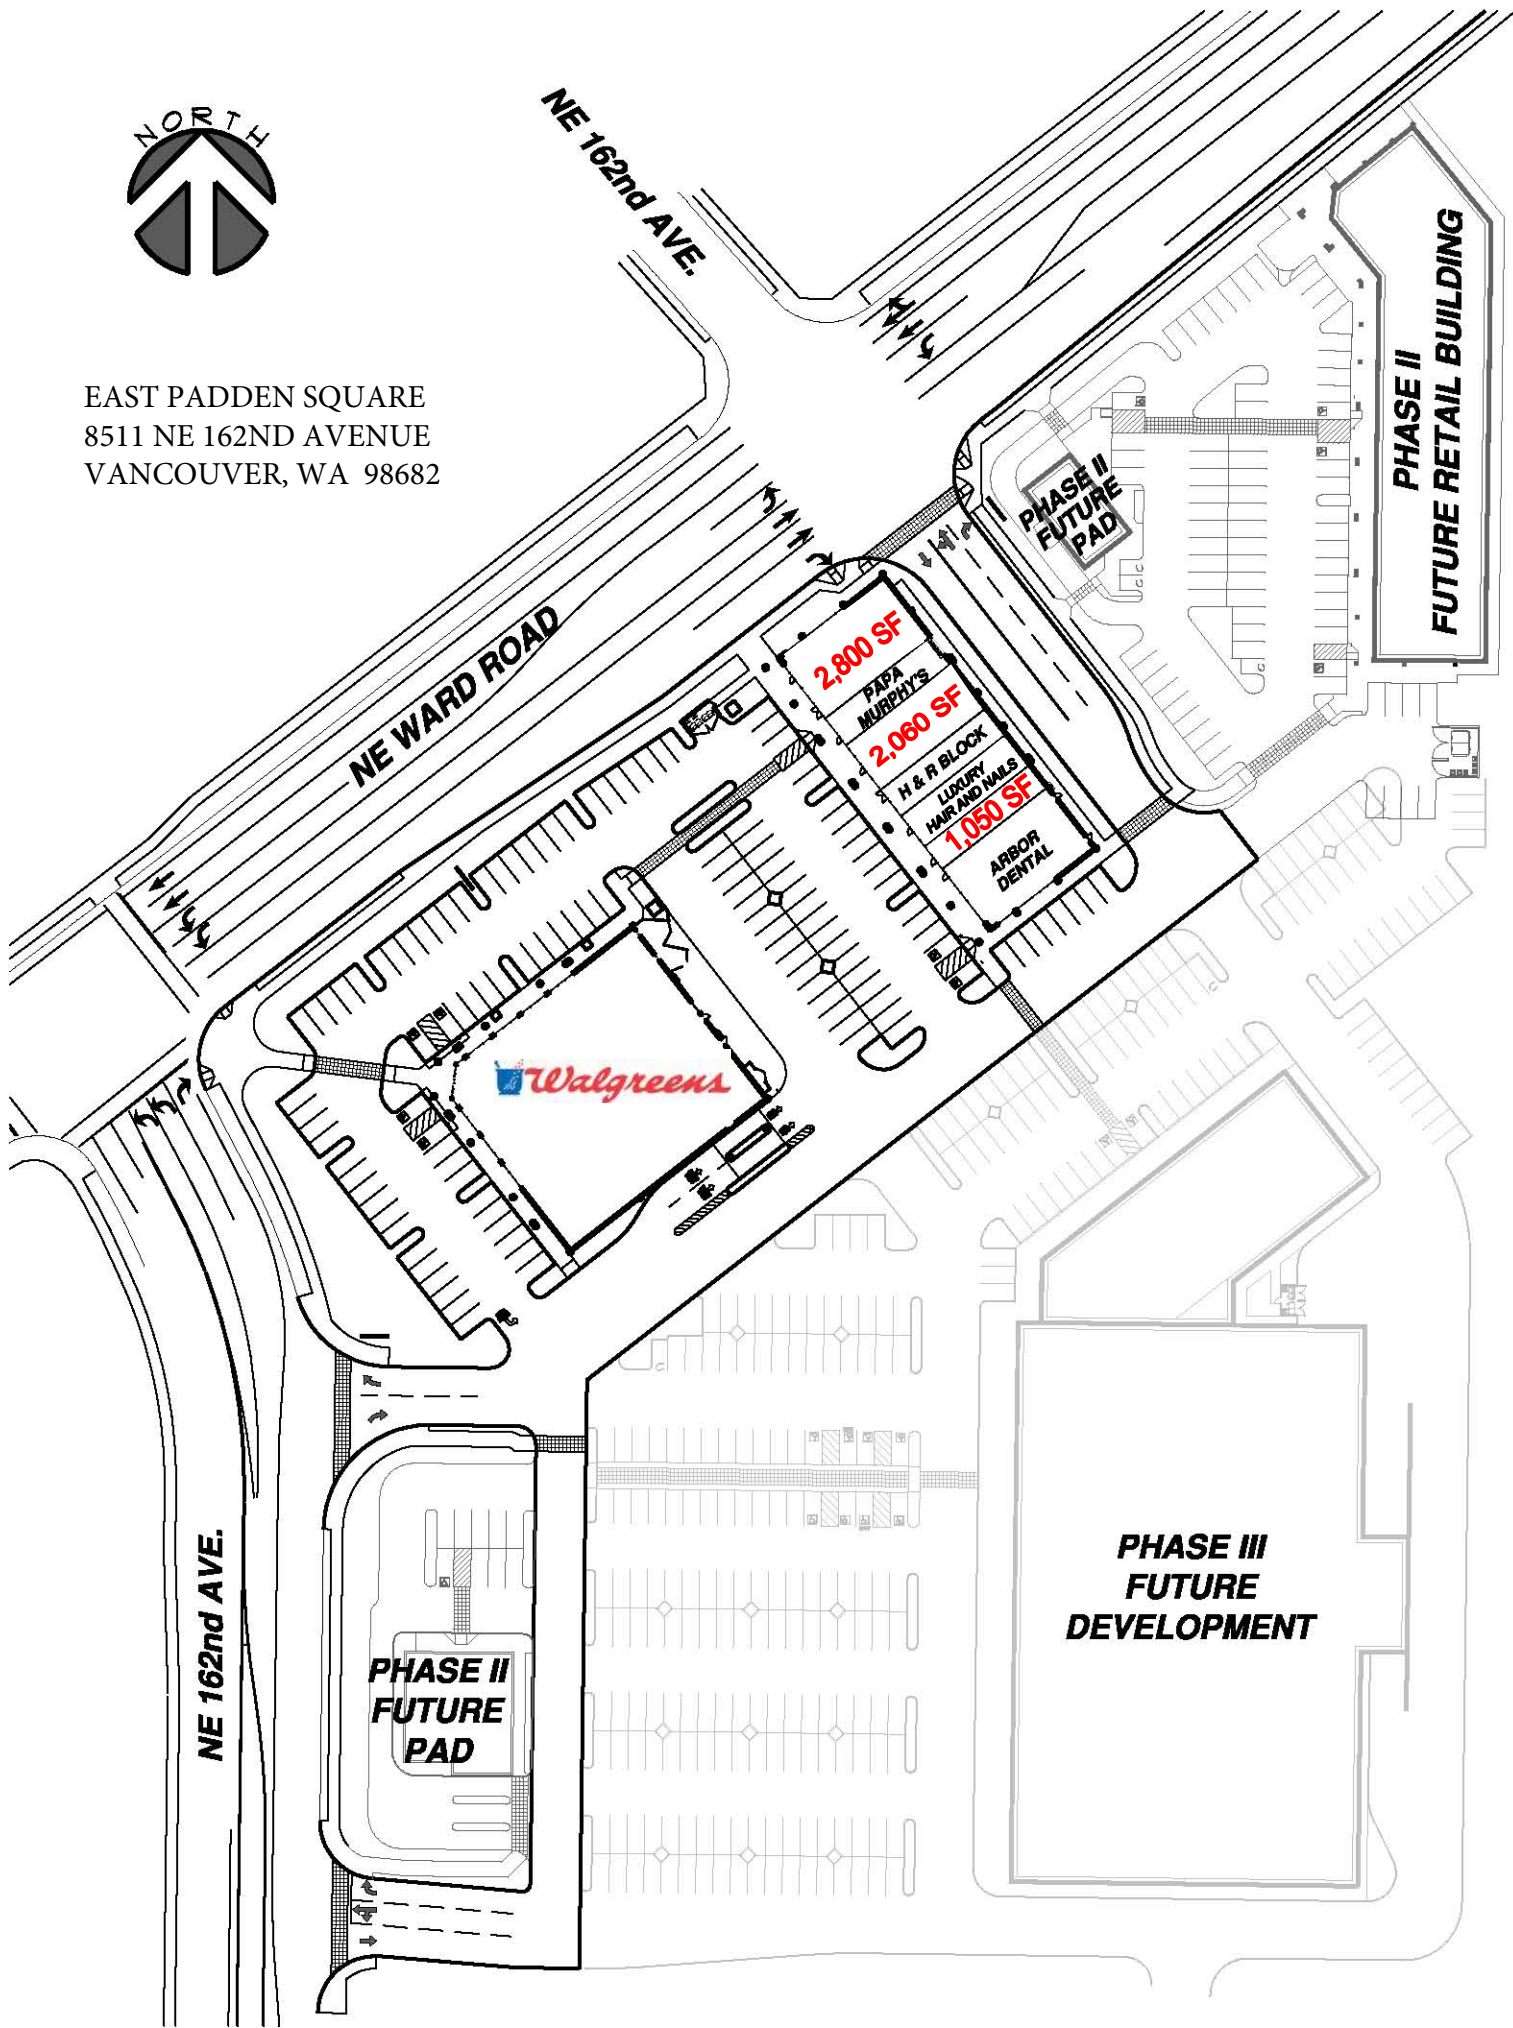 NORTH
NE 162nd AVE.
EAST PADDEN SQUARE
8511 NE 162ND AVENUE
VANCOUVER, WA 98682
PHASE II
FUTURE RETAIL BUILDING
PHASE II
FUTURE
PAD
NE WARD ROAD
2,800 SF
PAPA
MURPHY'S
2,060 SF
H & R BLOCK
LUXURY
HAIR AND NAILS
1,050 SF
ARBOR
DENTAL
Walgreens
NE 162nd AVE.
PHASE III
FUTURE
DEVELOPMENT
PHASE II
FUTURE
PAD